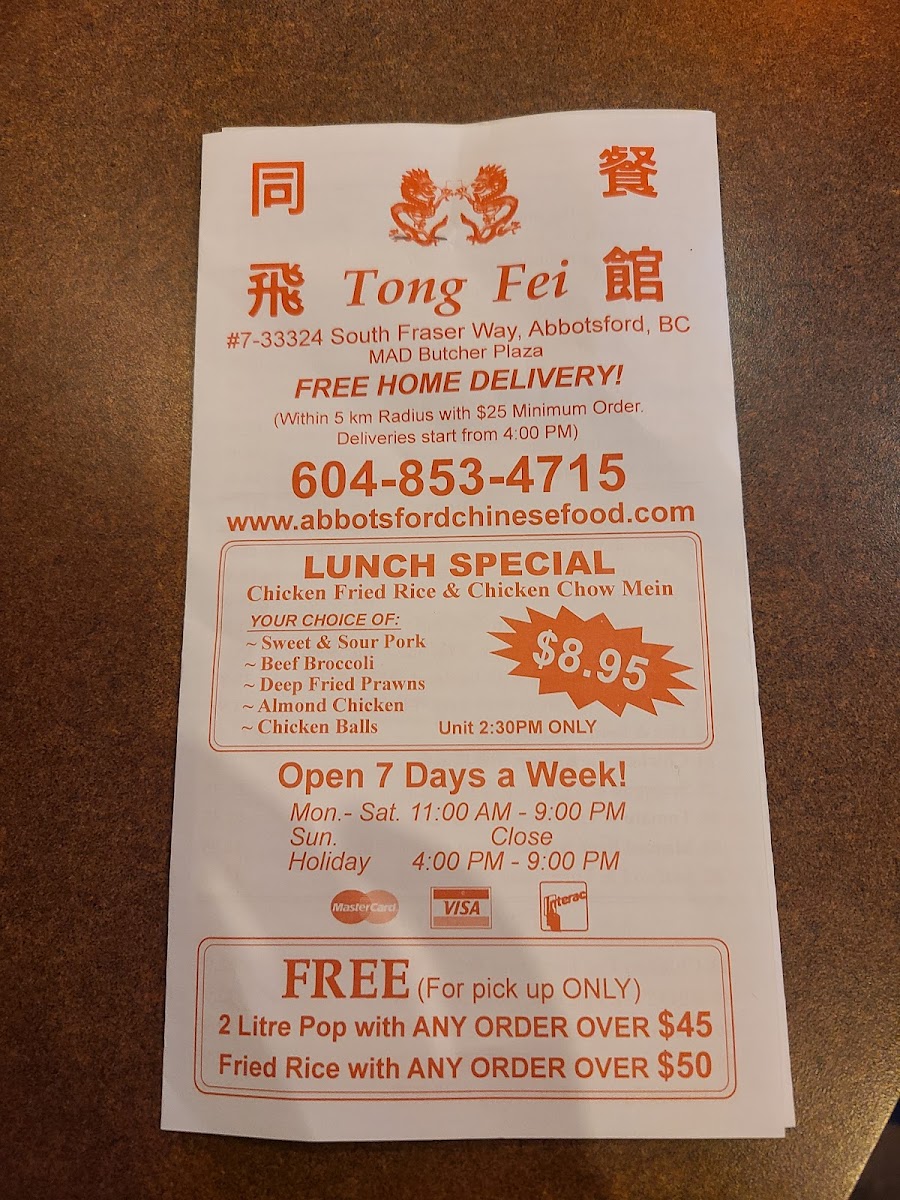 同 餐
飛 Tong Fei 館
#7-33324 South Fraser Way, Abbotsford, BC
MAD Butcher Plaza
FREE HOME DELIVERY!
(Within 5 km Radius with $25 Minimum Order.
Deliveries start from 4:00 PM)
604-853-4715
www.abbotsfordchinesefood.com
LUNCH SPECIAL
Chicken Fried Rice & Chicken Chow Mein
YOUR CHOICE OF:
~ Sweet & Sour Pork
~ Beef Broccoli
~ Deep Fried Prawns
~ Almond Chicken
~ Chicken Balls
$8.95
Unit 2:30PM ONLY
Open 7 Days a Week!
Mon.- Sat. 11:00 AM - 9:00 PM
Sun. Close
Holiday 4:00 PM - 9:00 PM
MasterCard VISA Interac
FREE (For pick up ONLY)
2 Litre Pop with ANY ORDER OVER $45
Fried Rice with ANY ORDER OVER $50